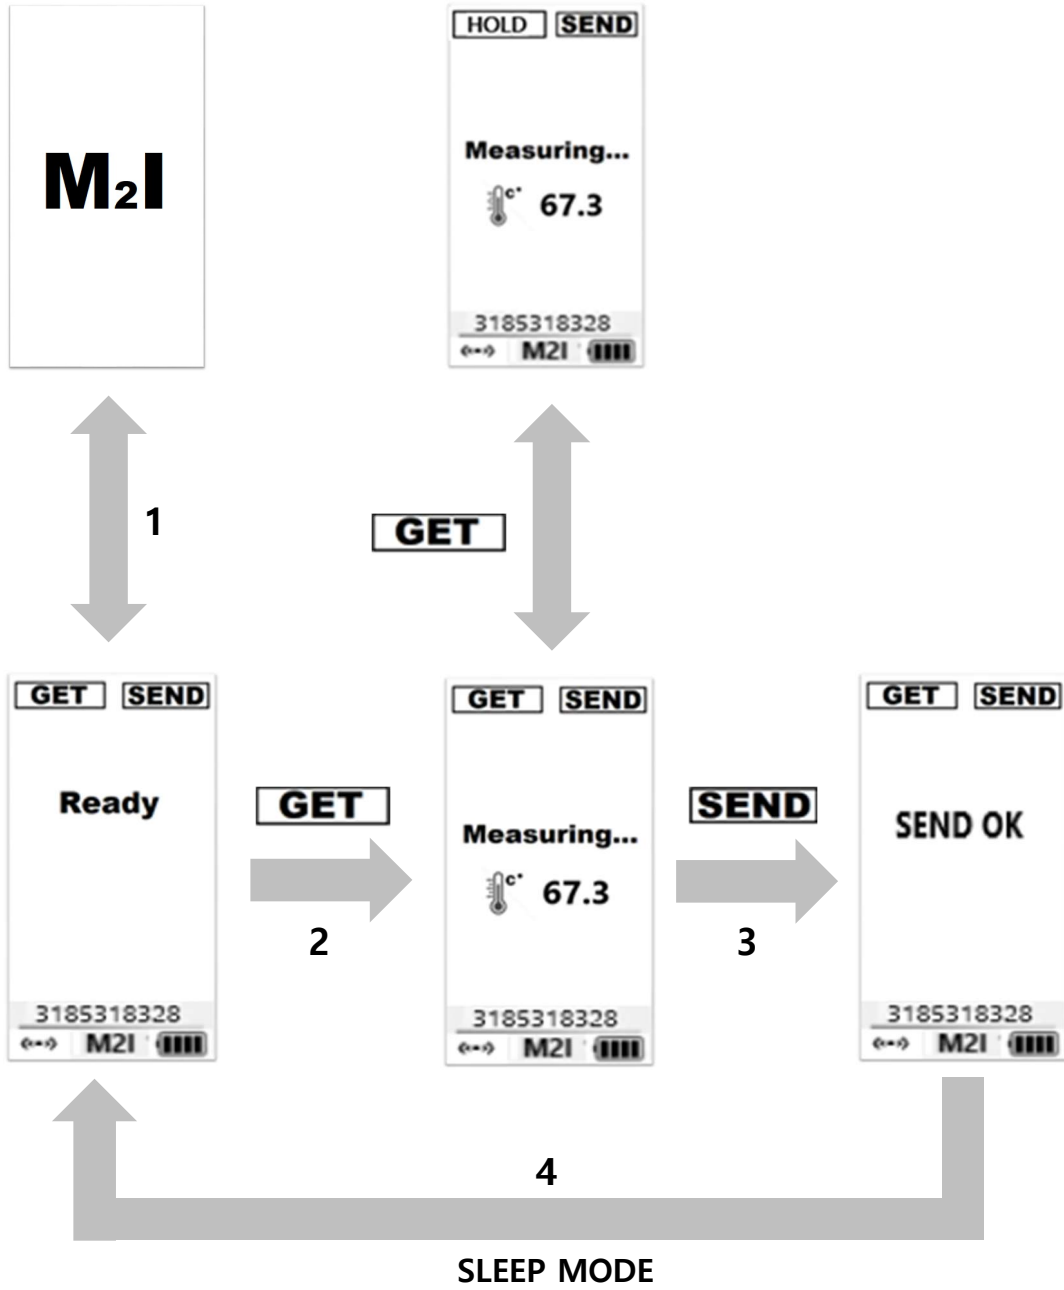 M2I
HOLD SEND
Measuring...
c° 67.3
3185318328
M2I
1
GET
GET SEND
Ready
3185318328
M2I
GET
2
GET SEND
Measuring...
c° 67.3
3185318328
M2I
SEND
3
GET SEND
SEND OK
3185318328
M2I
4
SLEEP MODE